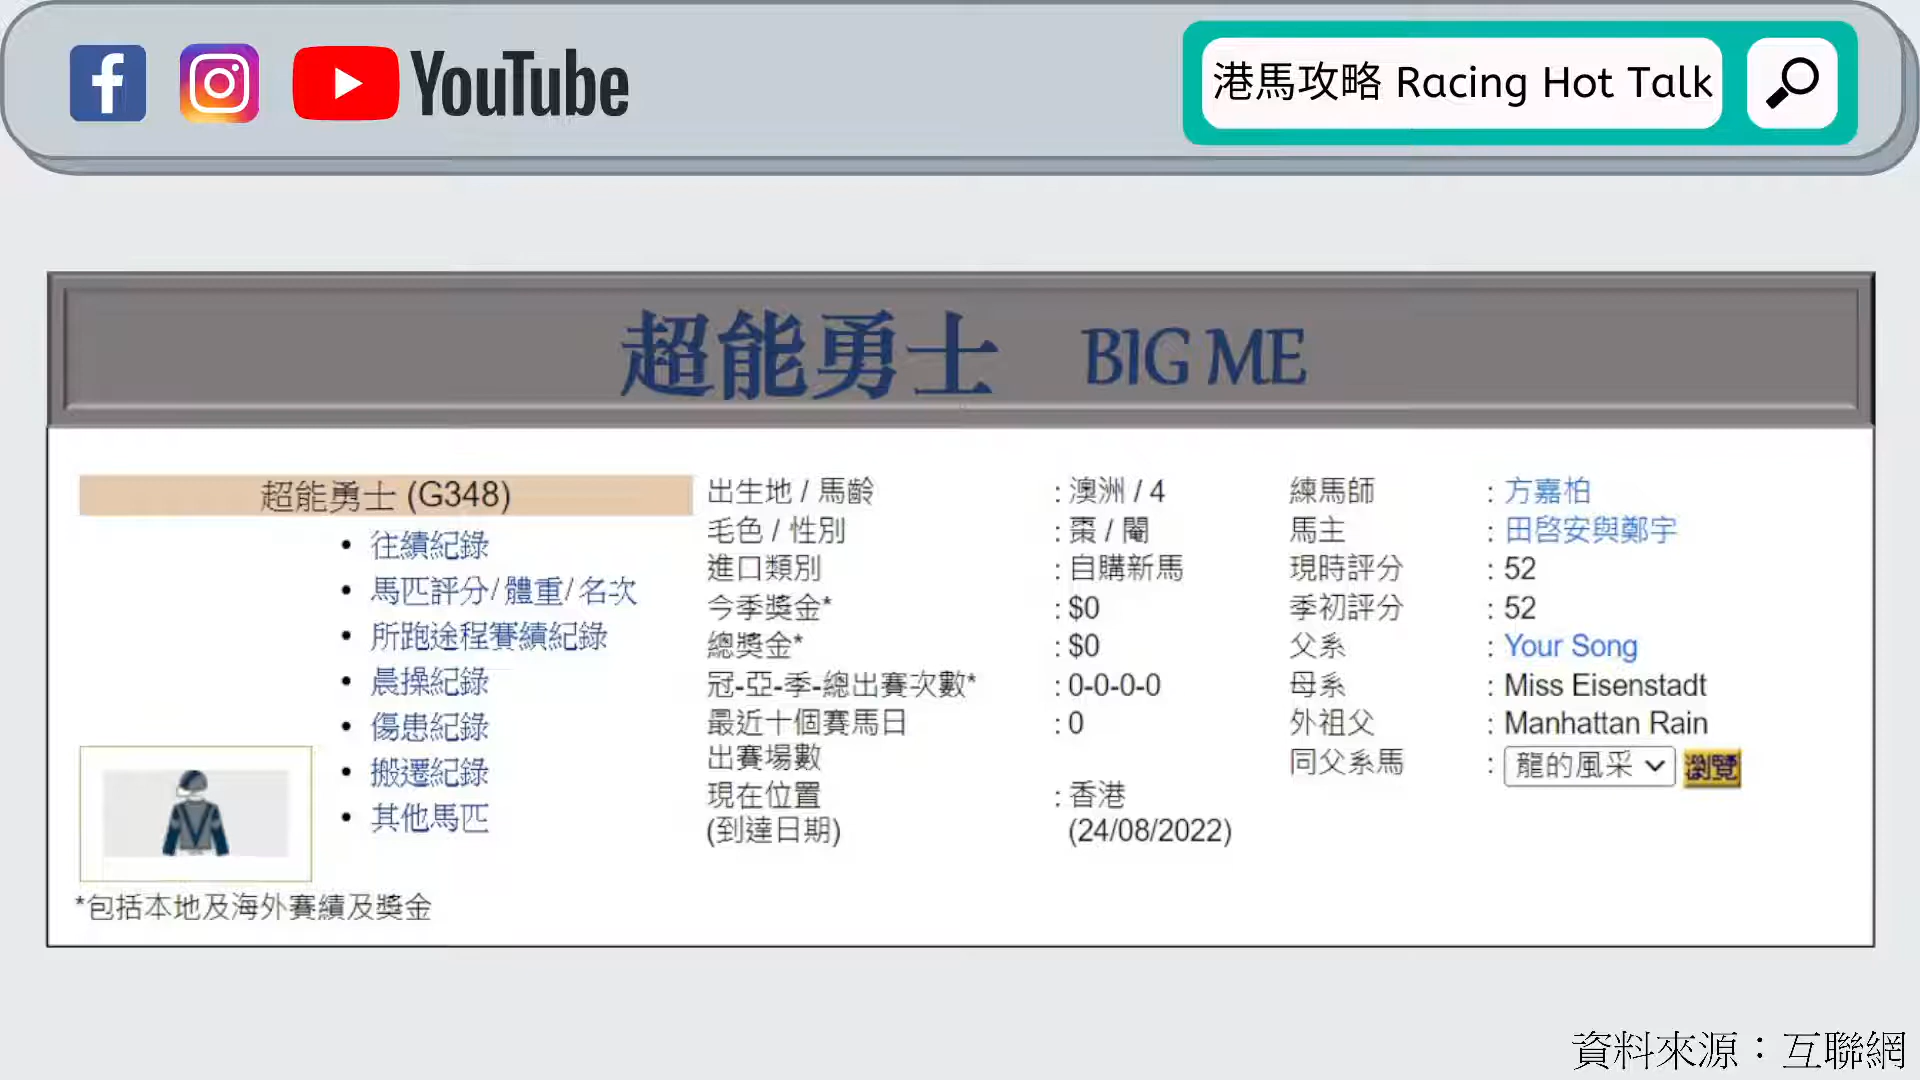 YouTube
港馬攻略 Racing Hot Talk
超能勇士 BIG ME
超能勇士 (G348)
往績紀錄
馬匹評分/體重/名次
所跑途程賽績紀錄
晨操紀錄
傷患紀錄
搬遷紀錄
其他馬匹
*包括本地及海外賽績及獎金
出生地 / 馬齡 : 澳洲 / 4
毛色 / 性別 : 棗 / 閹
進口類別 : 自購新馬
今季獎金* : $0
總獎金* : $0
冠-亞-季-總出賽次數* : 0-0-0-0
最近十個賽馬日 : 0
出賽場數
現在位置 : 香港
(到達日期) (24/08/2022)
練馬師 : 方嘉柏
馬主 : 田啓安與鄭宇
現時評分 : 52
季初評分 : 52
父系 : Your Song
母系 : Miss Eisenstadt
外祖父 : Manhattan Rain
同父系馬 : 龍的風采 瀏覽
資料來源：互聯網